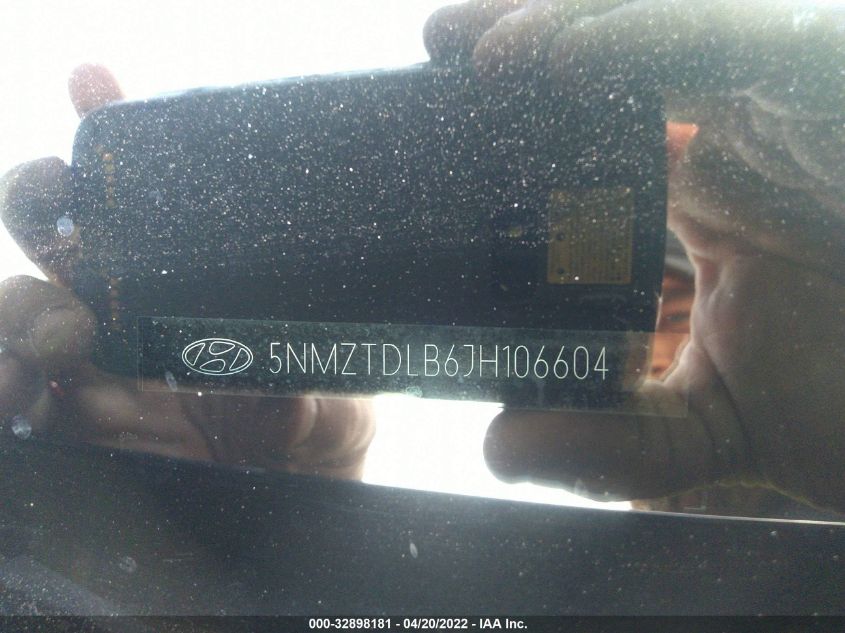 5NMZTDLB6JH106604
000-32898181 - 04/20/2022 - IAA Inc.